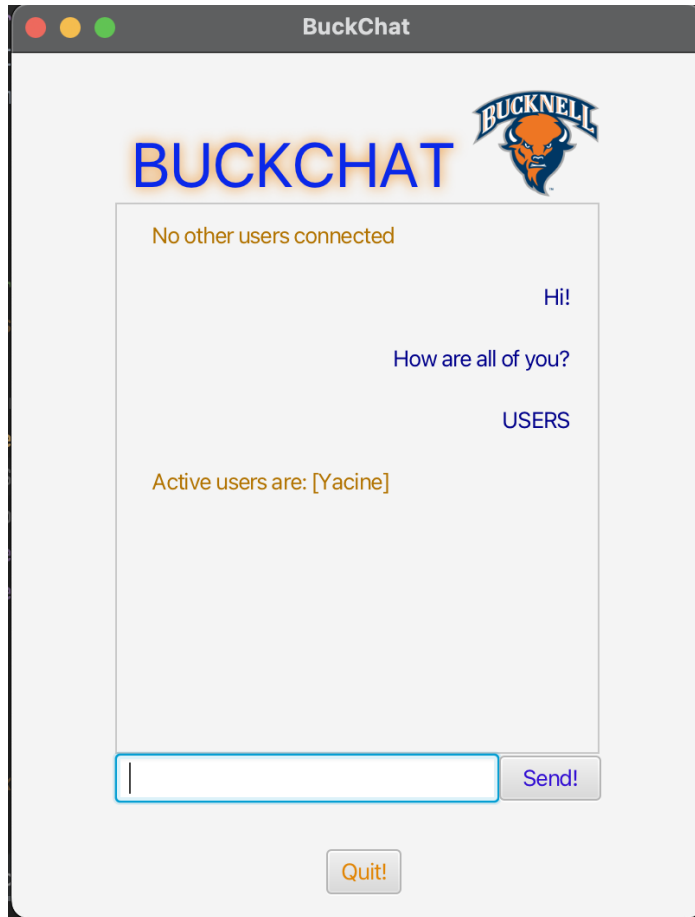 BuckChat
BUCKNELL
BUCKCHAT
No other users connected
Hi!
How are all of you?
USERS
Active users are: [Yacine]
Send!
Quit!